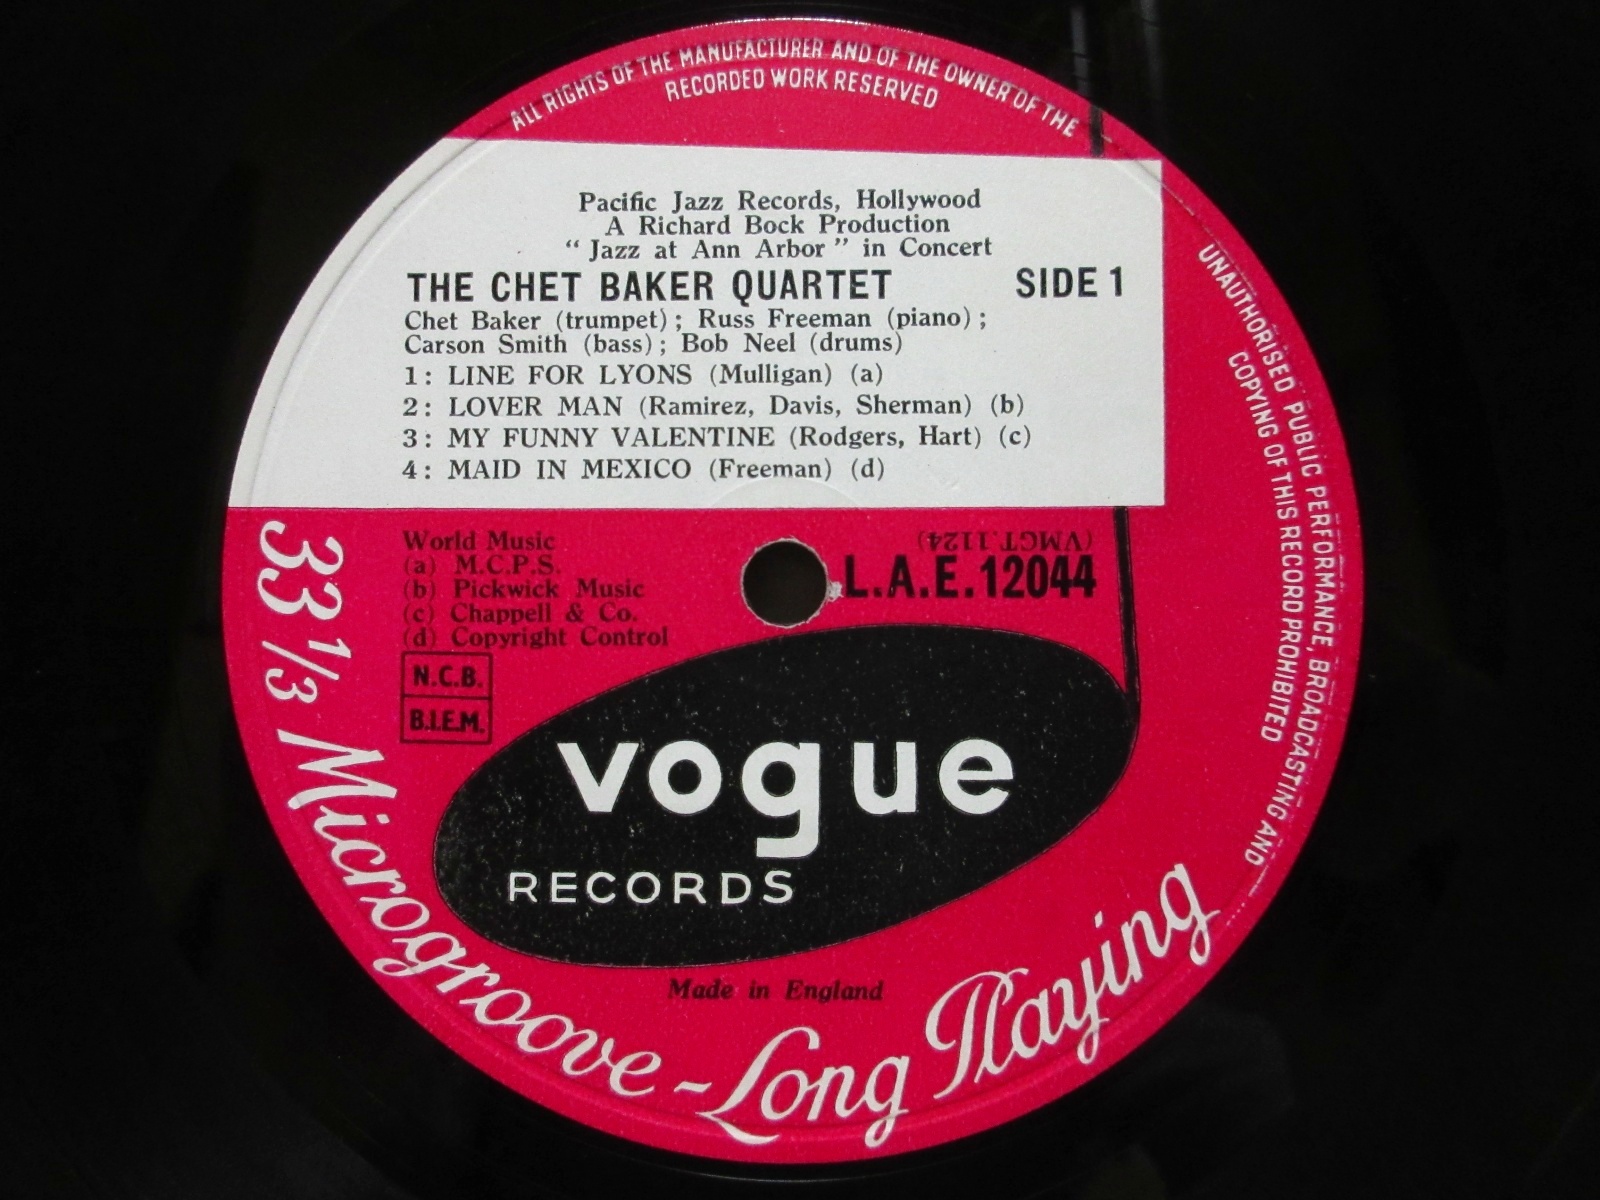 ALL RIGHTS OF THE MANUFACTURER AND OF THE OWNER OF THE
RECORDED WORK RESERVED
Pacific Jazz Records, Hollywood
A Richard Bock Production
“ Jazz at Ann Arbor ” in Concert
THE CHET BAKER QUARTET SIDE 1
Chet Baker (trumpet) ; Russ Freeman (piano) ;
Carson Smith (bass) ; Bob Neel (drums)
1: LINE FOR LYONS (Mulligan) (a)
2: LOVER MAN (Ramirez, Davis, Sherman) (b)
3: MY FUNNY VALENTINE (Rodgers, Hart) (c)
4: MAID IN MEXICO (Freeman) (d)
UNAUTHORISED PUBLIC PERFORMANCE, BROADCASTING AND
COPYING OF THIS RECORD PROHIBITED
World Music
(a) M.C.P.S.
(b) Pickwick Music
(c) Chappell & Co.
(d) Copyright Control
(VMGT.1124)
L.A.E.12044
N.C.B.
B.I.E.M.
vogue
RECORDS
Made in England
33 1/3 Microgroove - Long Playing